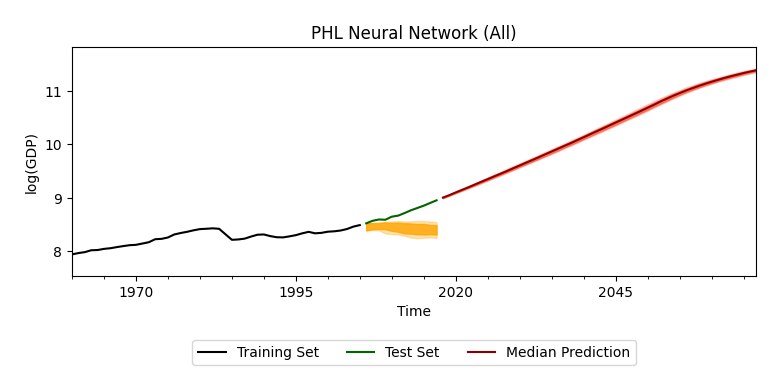 PHL Neural Network (All)
log(GDP)
11
10
9
8
1970 1995 2020 2045
Time
Training Set Test Set Median Prediction